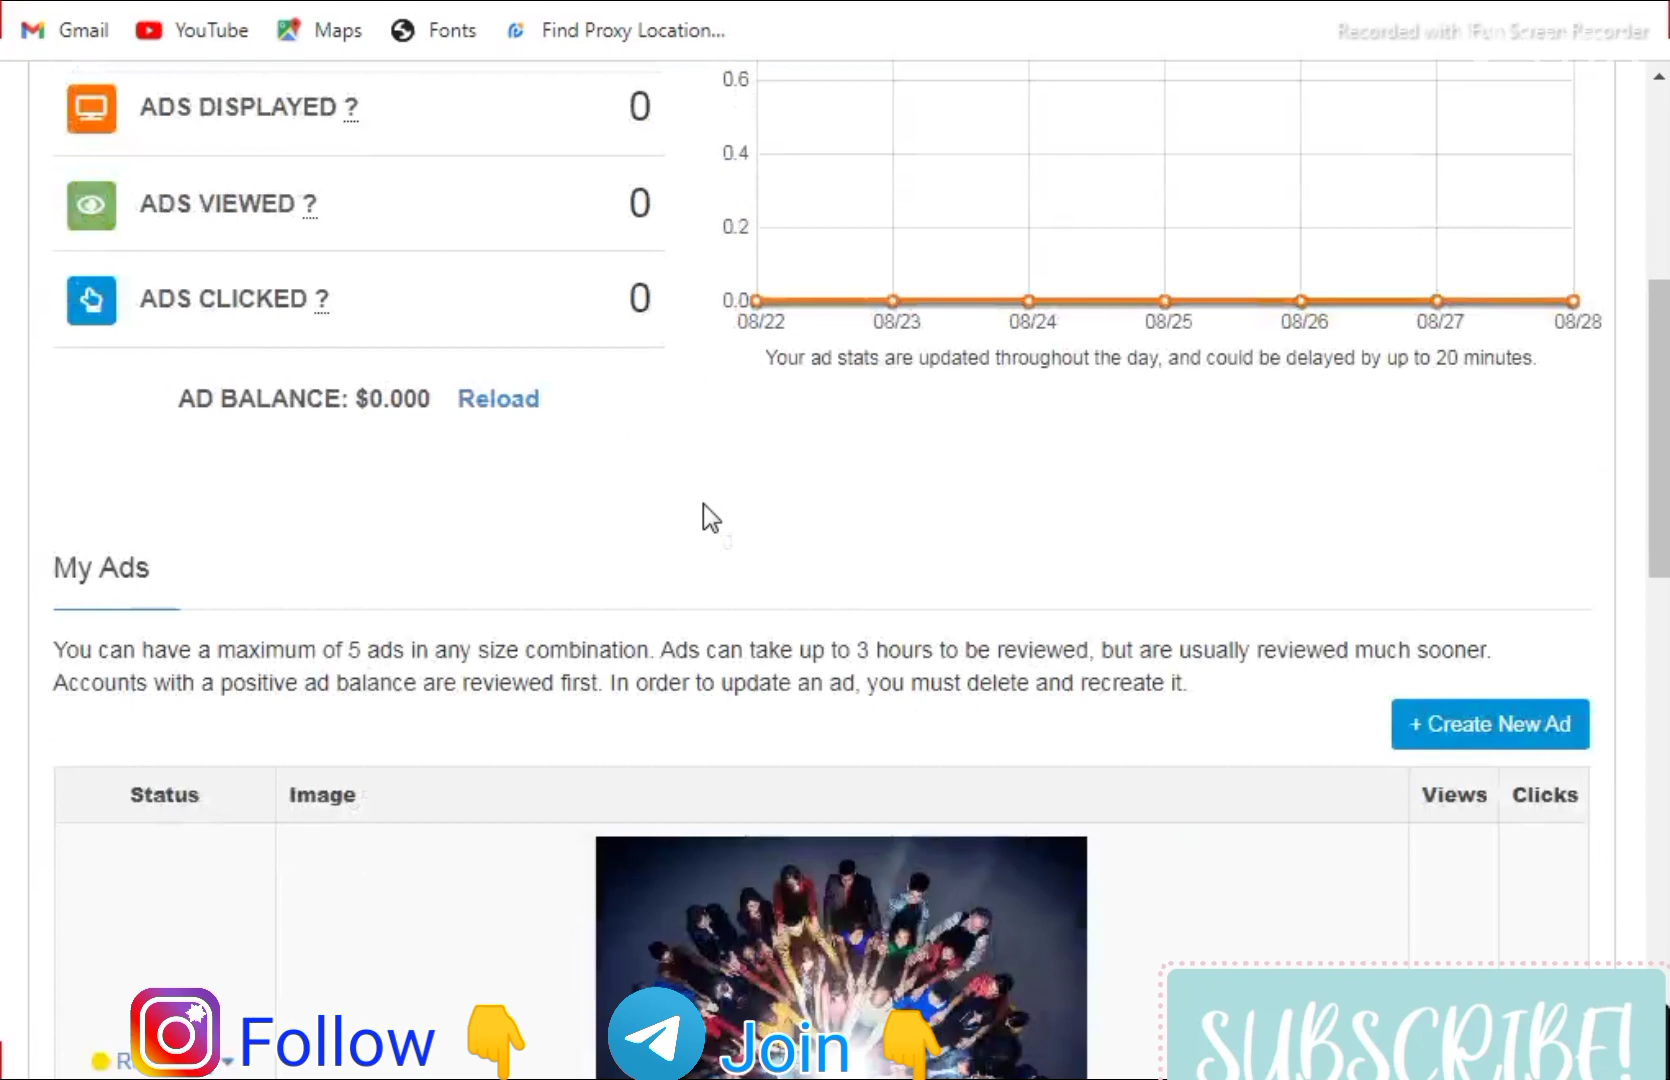 Gmail YouTube Maps Fonts Find Proxy Location...
Recorded with iFun Screen Recorder
ADS DISPLAYED ? 0
ADS VIEWED ? 0
ADS CLICKED ? 0
AD BALANCE: $0.000 Reload
0.6
0.4
0.2
0.0
08/22 08/23 08/24 08/25 08/26 08/27 08/28
Your ad stats are updated throughout the day, and could be delayed by up to 20 minutes.
My Ads
You can have a maximum of 5 ads in any size combination. Ads can take up to 3 hours to be reviewed, but are usually reviewed much sooner.
Accounts with a positive ad balance are reviewed first. In order to update an ad, you must delete and recreate it.
+ Create New Ad
Status Image Views Clicks
Follow Join
SUBSCRIBE!